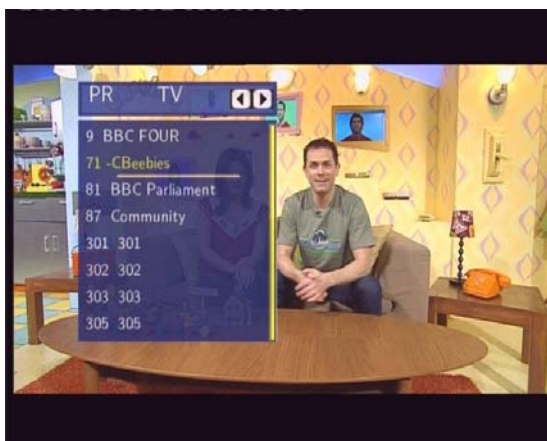 PR TV
9 BBC FOUR
71 -CBeebies
81 BBC Parliament
87 Community
301 301
302 302
303 303
305 305